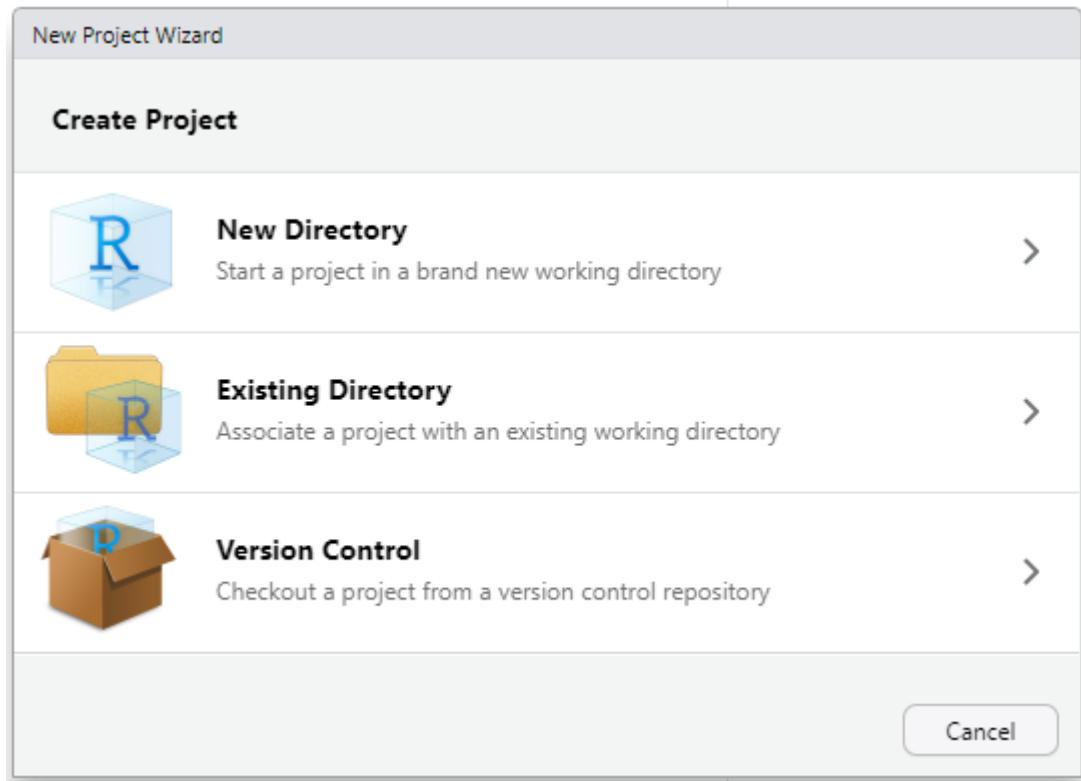 New Project Wizard
Create Project
R
New Directory
Start a project in a brand new working directory
R
Existing Directory
Associate a project with an existing working directory
R
Version Control
Checkout a project from a version control repository
Cancel